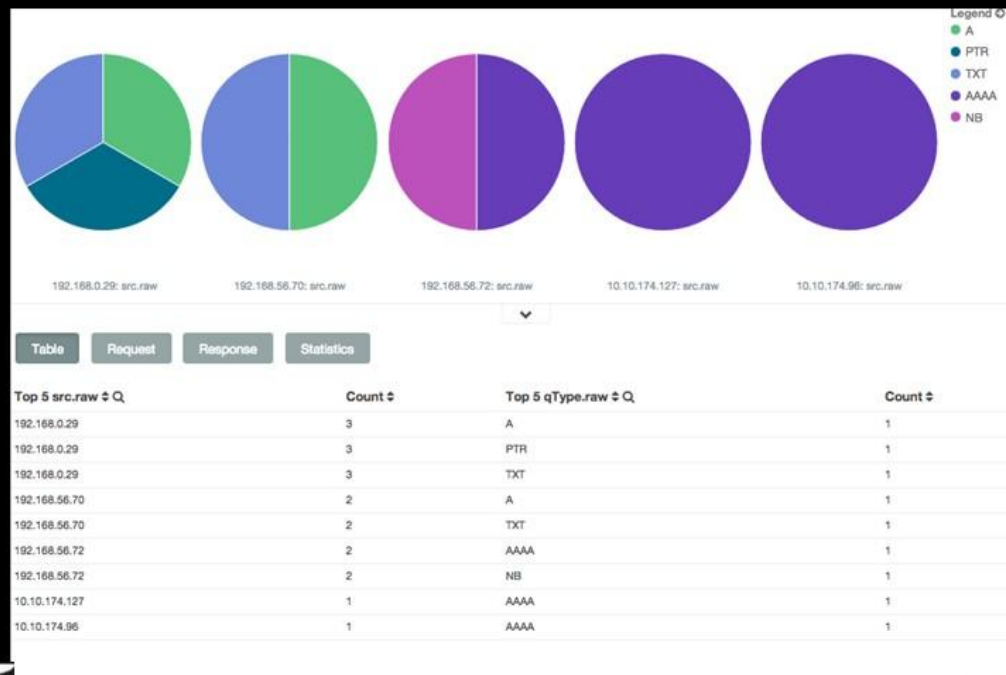 Legend
A
PTR
TXT
AAAA
NB
192.168.0.29: src.raw 192.168.56.70: src.raw 192.168.56.72: src.raw 10.10.174.127: src.raw 10.10.174.96: src.raw
Table Request Response Statistics
Top 5 src.raw Count Top 5 qType.raw Count
192.168.0.29 3 A 1
192.168.0.29 3 PTR 1
192.168.0.29 3 TXT 1
192.168.56.70 2 A 1
192.168.56.70 2 TXT 1
192.168.56.72 2 AAAA 1
192.168.56.72 2 NB 1
10.10.174.127 1 AAAA 1
10.10.174.96 1 AAAA 1